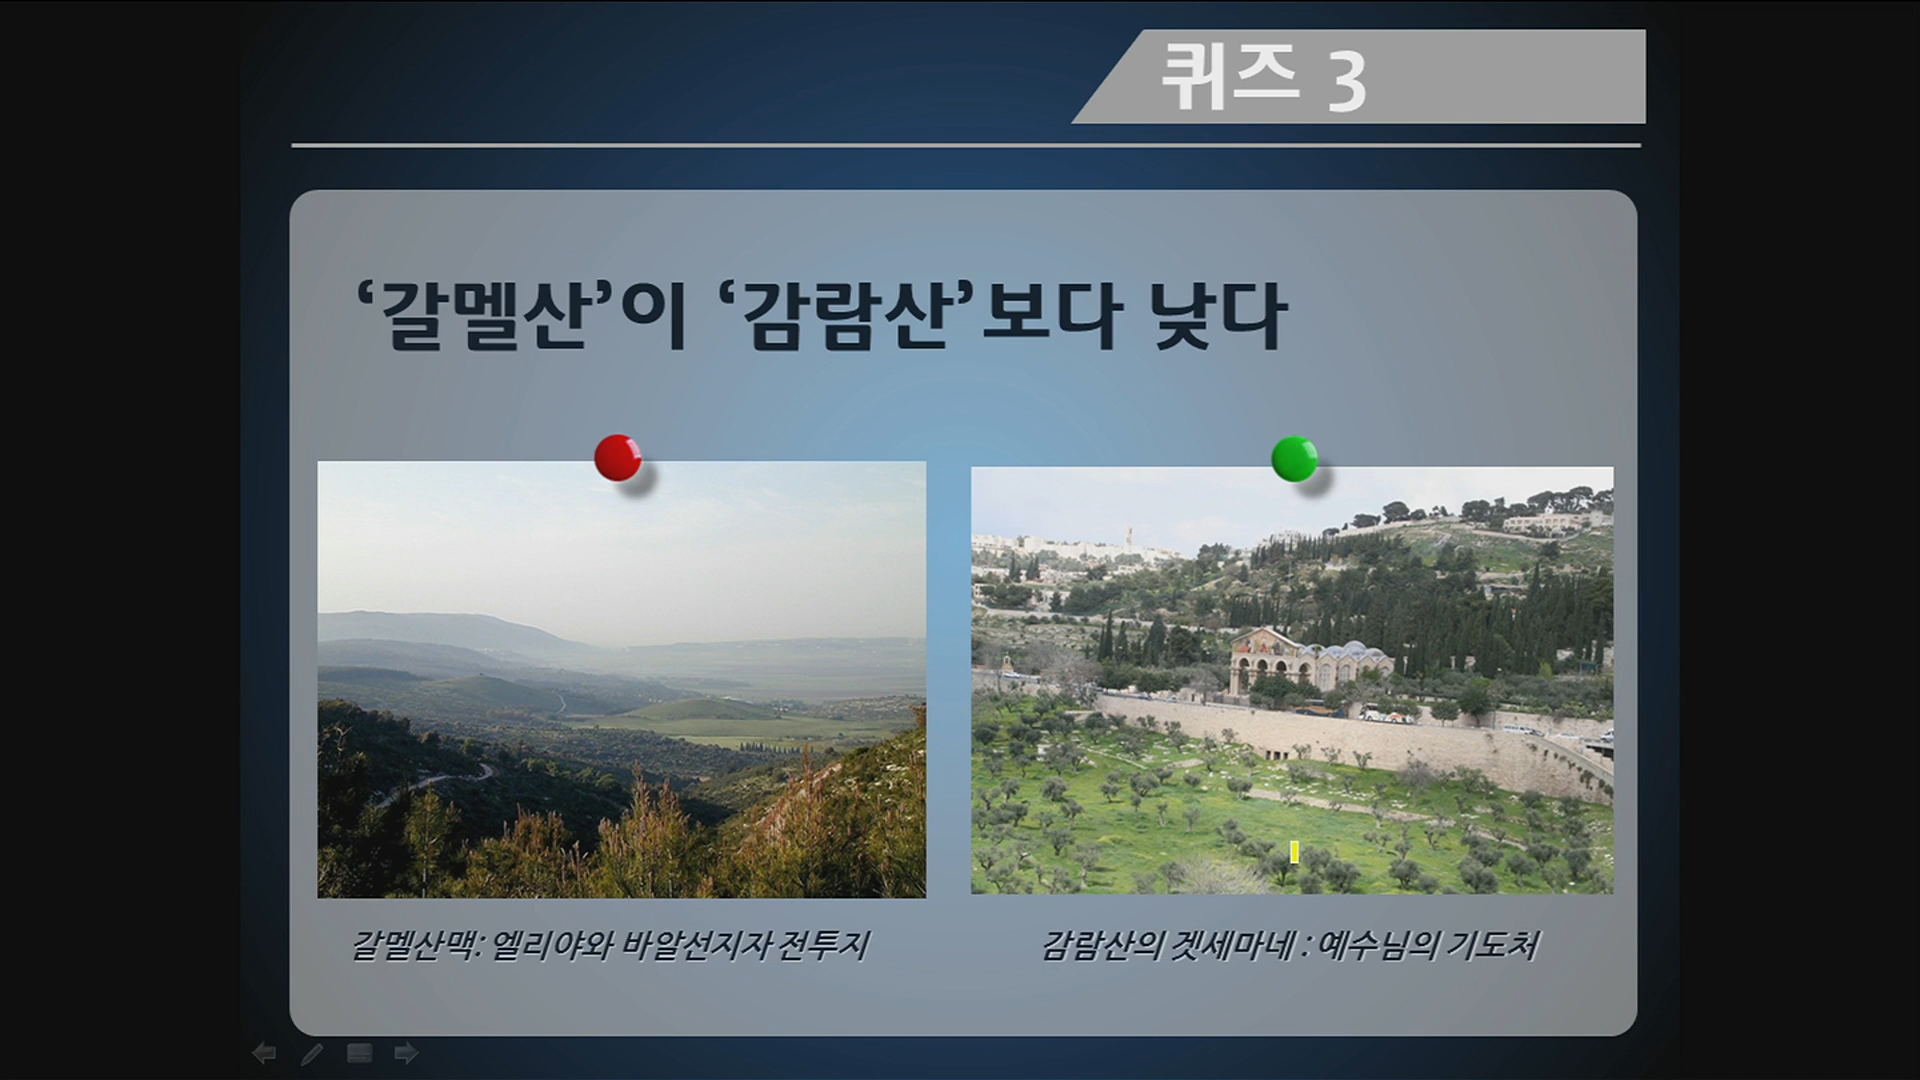 퀴즈 3
‘갈멜산’이 ‘감람산’보다 낮다
갈멜산맥: 엘리야와 바알선지자 전투지
감람산의 겟세마네 : 예수님의 기도처